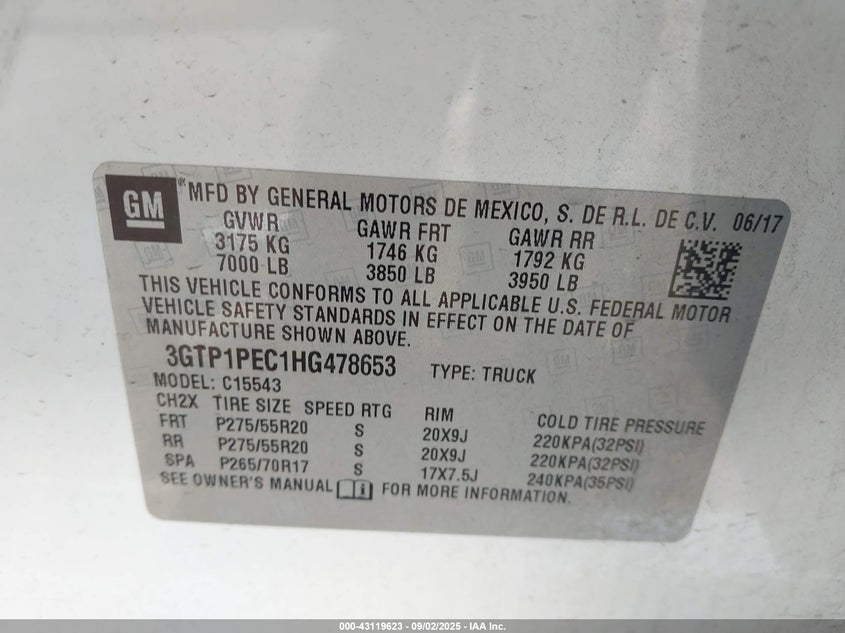 GM ® MFD BY GENERAL MOTORS DE MEXICO, S. DE R.L. DE C.V. 06/17
GVWR GAWR FRT GAWR RR
3175 KG 1746 KG 1792 KG
7000 LB 3850 LB 3950 LB
THIS VEHICLE CONFORMS TO ALL APPLICABLE U.S. FEDERAL MOTOR
VEHICLE SAFETY STANDARDS IN EFFECT ON THE DATE OF
MANUFACTURE SHOWN ABOVE.
3GTP1PEC1HG478653 TYPE: TRUCK
MODEL: C15543
CH2X TIRE SIZE SPEED RTG RIM COLD TIRE PRESSURE
FRT P275/55R20 S 20X9J 220KPA(32PSI)
RR P275/55R20 S 20X9J 220KPA(32PSI)
SPA P265/70R17 S 17X7.5J 240KPA(35PSI)
SEE OWNER'S MANUAL FOR MORE INFORMATION.
000-43119623 - 09/02/2025 - IAA Inc.